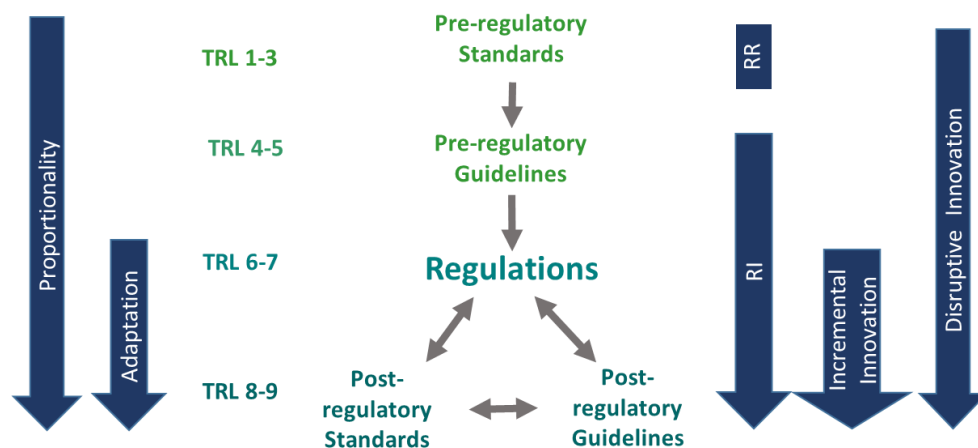 Proportionality
Adaptation
TRL 1-3
TRL 4-5
TRL 6-7
TRL 8-9
Pre-regulatory
Standards
Pre-regulatory
Guidelines
Regulations
Post-
regulatory
Standards
Post-
regulatory
Guidelines
RR
RI
Incremental
Innovation
Disruptive Innovation